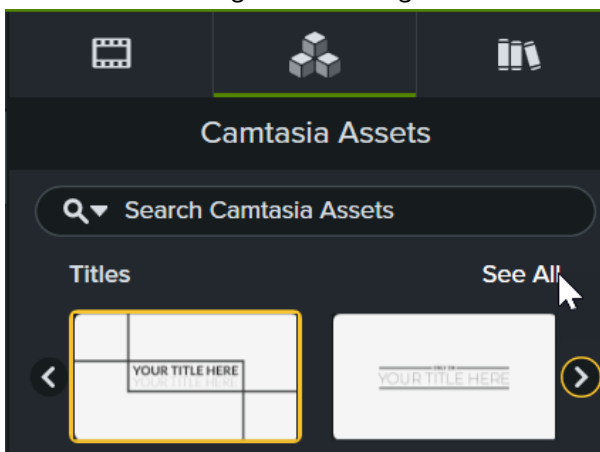 Camtasia Assets
Search Camtasia Assets
Titles See All
YOUR TITLE HERE
YOUR TITLE HERE
YOUR TITLE HERE